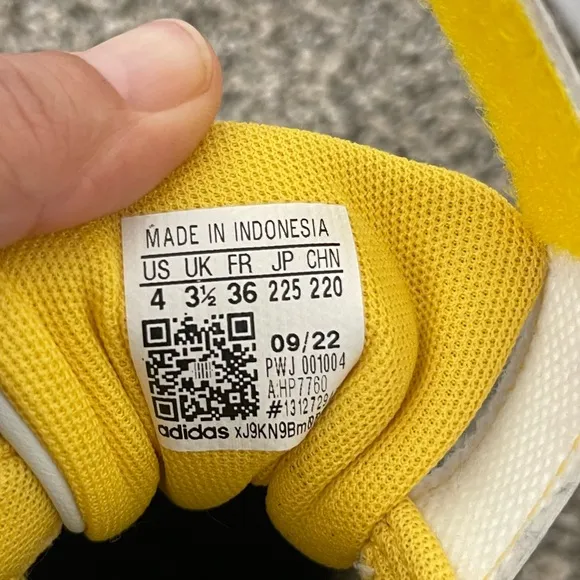 MADE IN INDONESIA
US UK FR JP CHN
4 3½ 36 225 220
09/22
PWJ 001004
A:HP7760
adidas